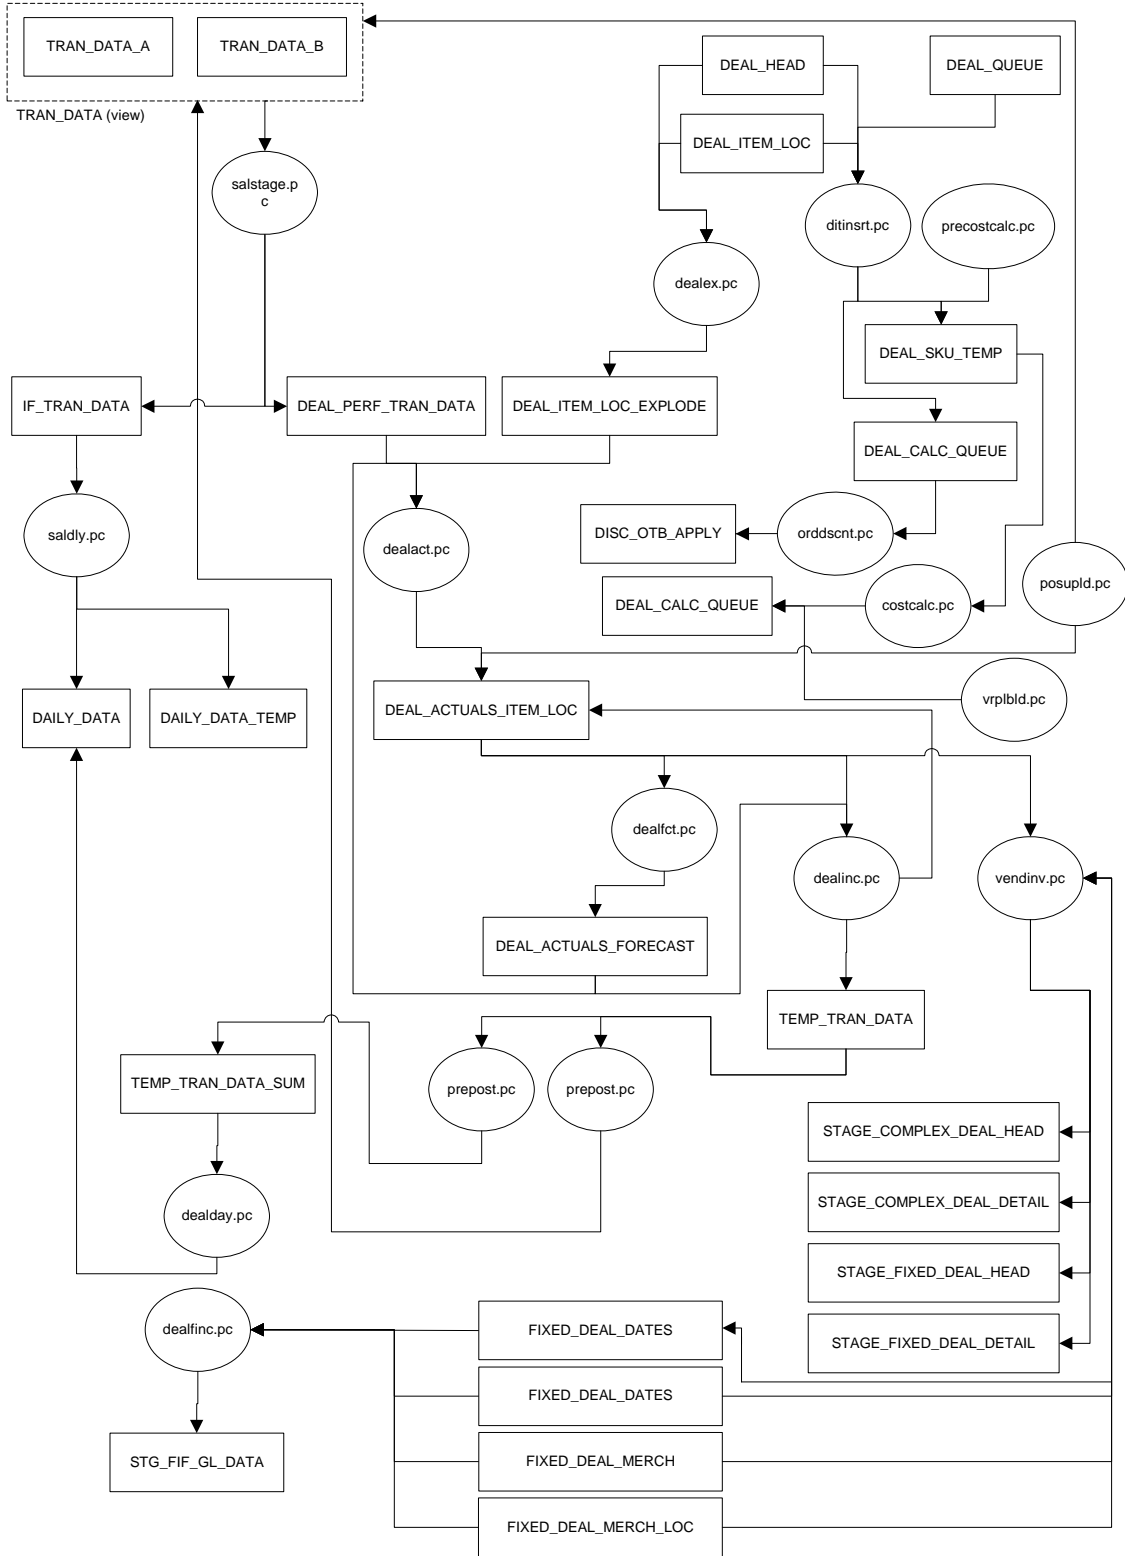 TRAN_DATA_A
TRAN_DATA_B
TRAN_DATA (view)
DEAL_HEAD
DEAL_QUEUE
DEAL_ITEM_LOC
salstage.p
c
ditinsrt.pc
precostcalc.pc
dealex.pc
DEAL_SKU_TEMP
IF_TRAN_DATA
DEAL_PERF_TRAN_DATA
DEAL_ITEM_LOC_EXPLODE
DEAL_CALC_QUEUE
saldly.pc
dealact.pc
DISC_OTB_APPLY
orddscnt.pc
posupld.pc
DEAL_CALC_QUEUE
costcalc.pc
DAILY_DATA
DAILY_DATA_TEMP
DEAL_ACTUALS_ITEM_LOC
vrplbld.pc
dealfct.pc
dealinc.pc
vendinv.pc
DEAL_ACTUALS_FORECAST
TEMP_TRAN_DATA
TEMP_TRAN_DATA_SUM
prepost.pc
prepost.pc
STAGE_COMPLEX_DEAL_HEAD
STAGE_COMPLEX_DEAL_DETAIL
dealday.pc
STAGE_FIXED_DEAL_HEAD
dealfinc.pc
FIXED_DEAL_DATES
STAGE_FIXED_DEAL_DETAIL
FIXED_DEAL_DATES
STG_FIF_GL_DATA
FIXED_DEAL_MERCH
FIXED_DEAL_MERCH_LOC